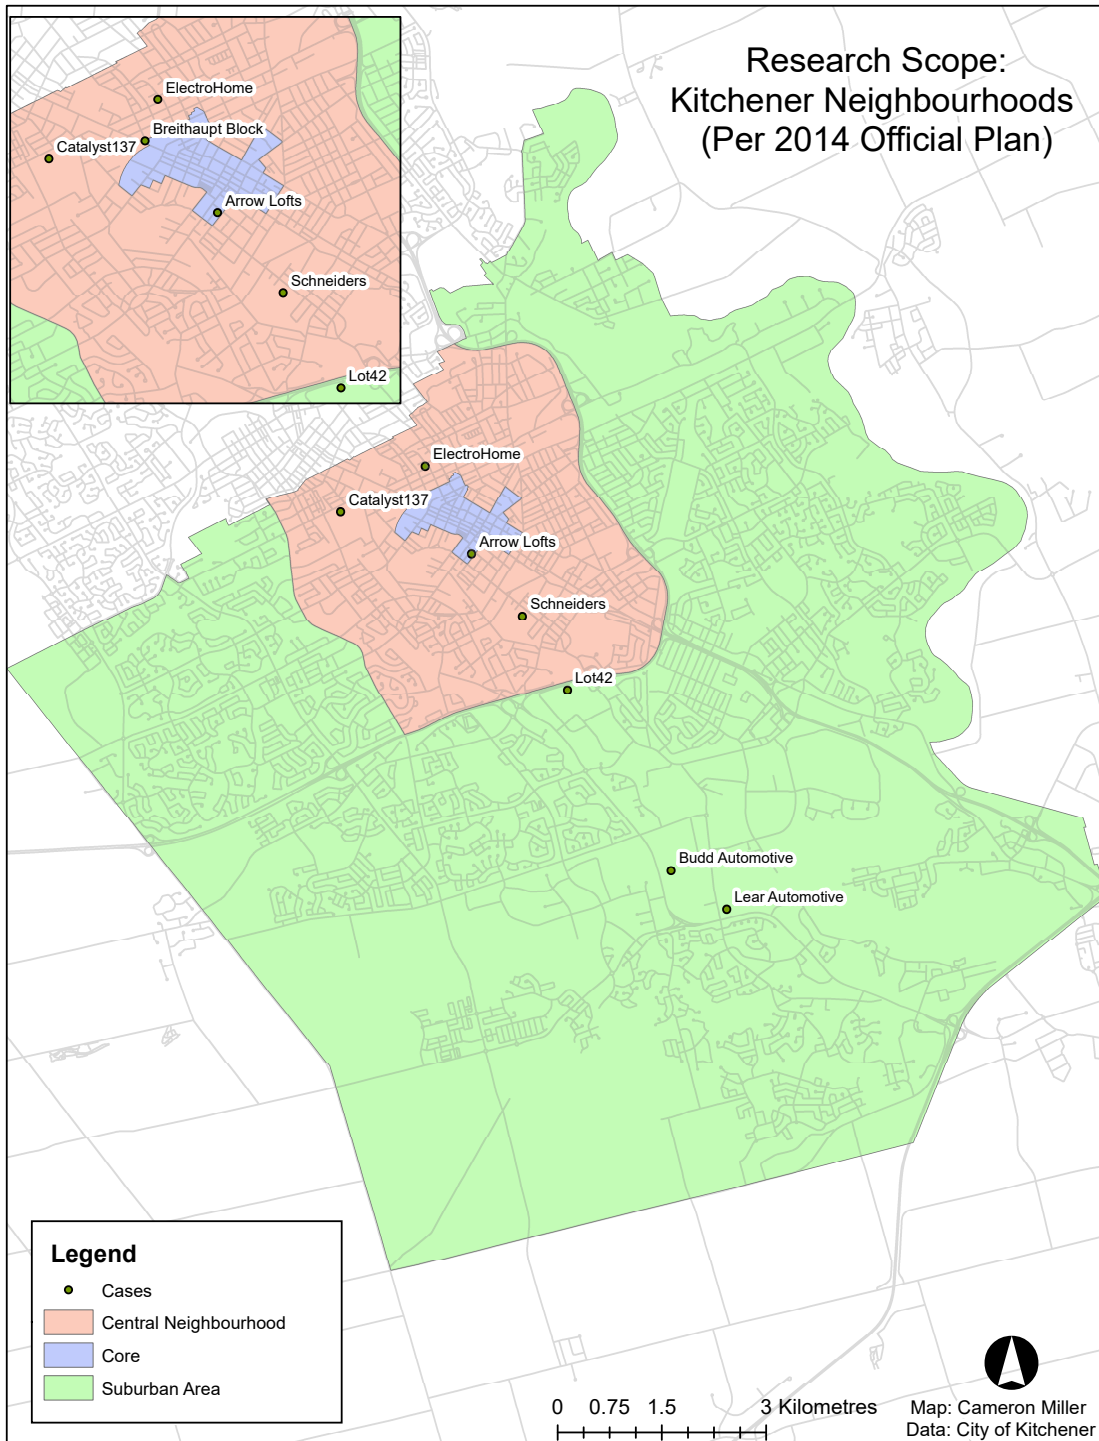 Research Scope:
Kitchener Neighbourhoods
(Per 2014 Official Plan)
ElectroHome
Breithaupt Block
Catalyst137
Arrow Lofts
Schneiders
Lot42
ElectroHome
Catalyst137
Arrow Lofts
Schneiders
Lot42
Budd Automotive
Lear Automotive
Legend
Cases
Central Neighbourhood
Core
Suburban Area
0 0.75 1.5 3 Kilometres
Map: Cameron Miller
Data: City of Kitchener